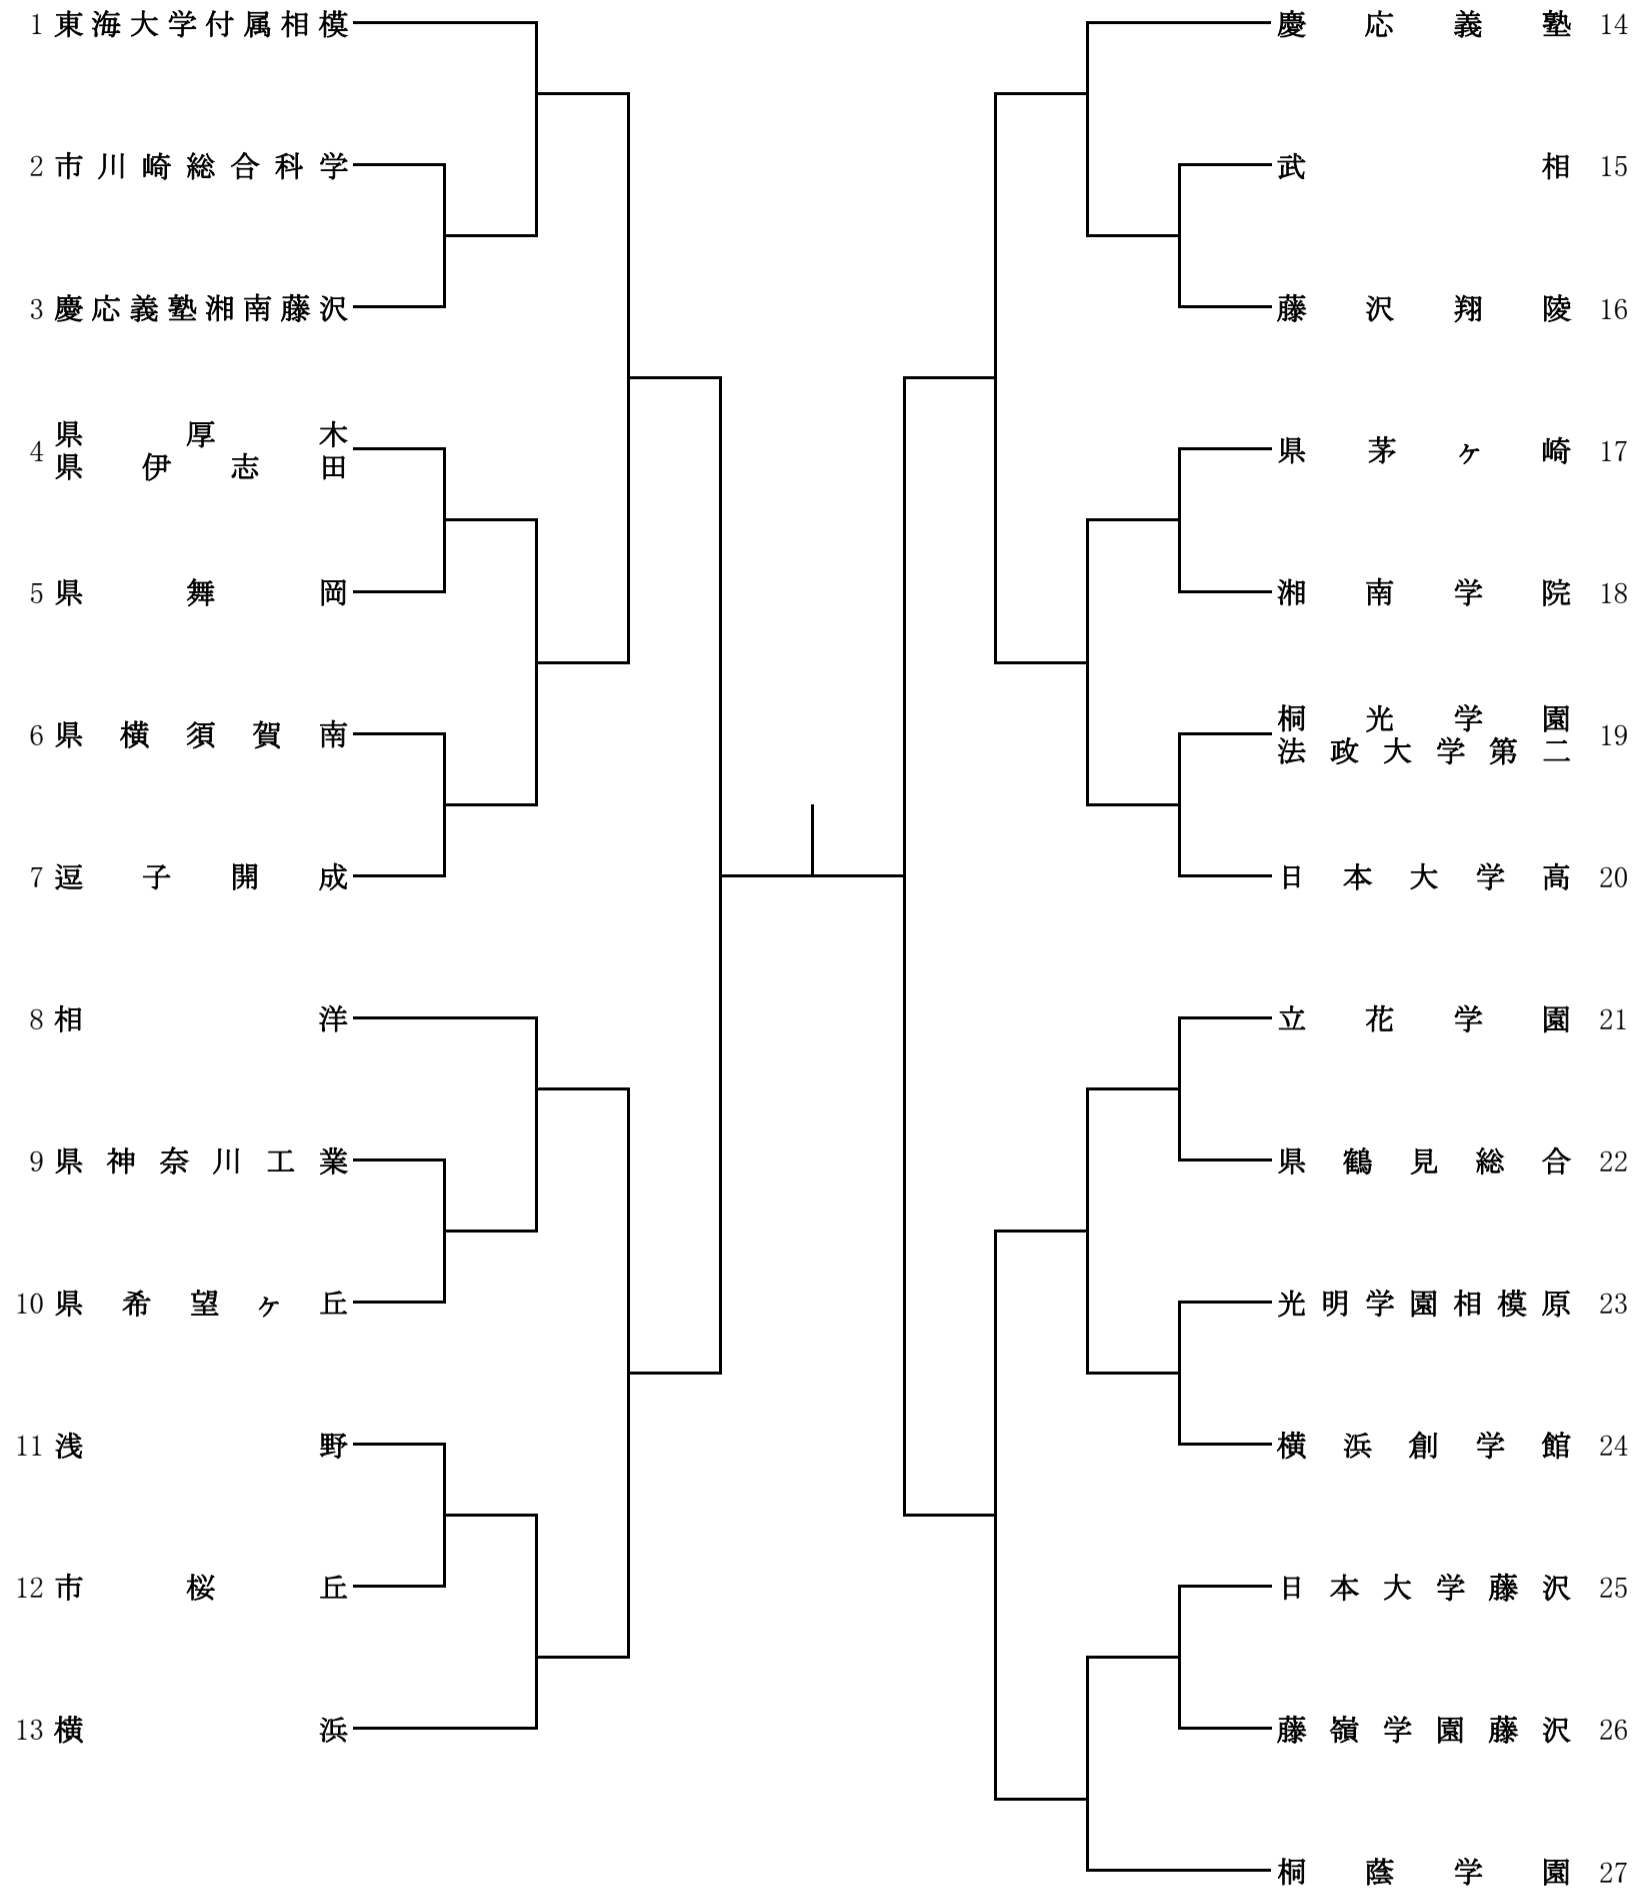 1 東海大学付属相模
2 市川崎総合科学
3 慶応義塾湘南藤沢
4 県厚木
県伊志田
5 県舞岡
6 県横須賀南
7 逗子開成
8 相洋
9 県神奈川工業
10 県希望ヶ丘
11 浅野
12 市桜丘
13 横浜
慶応義塾 14
武相 15
藤沢翔陵 16
県茅ヶ崎 17
湘南学院 18
桐光学園 19
法政大学第二
日本大学高 20
立花学園 21
県鶴見総合 22
光明学園相模原 23
横浜創学館 24
日本大学藤沢 25
藤嶺学園藤沢 26
桐蔭学園 27